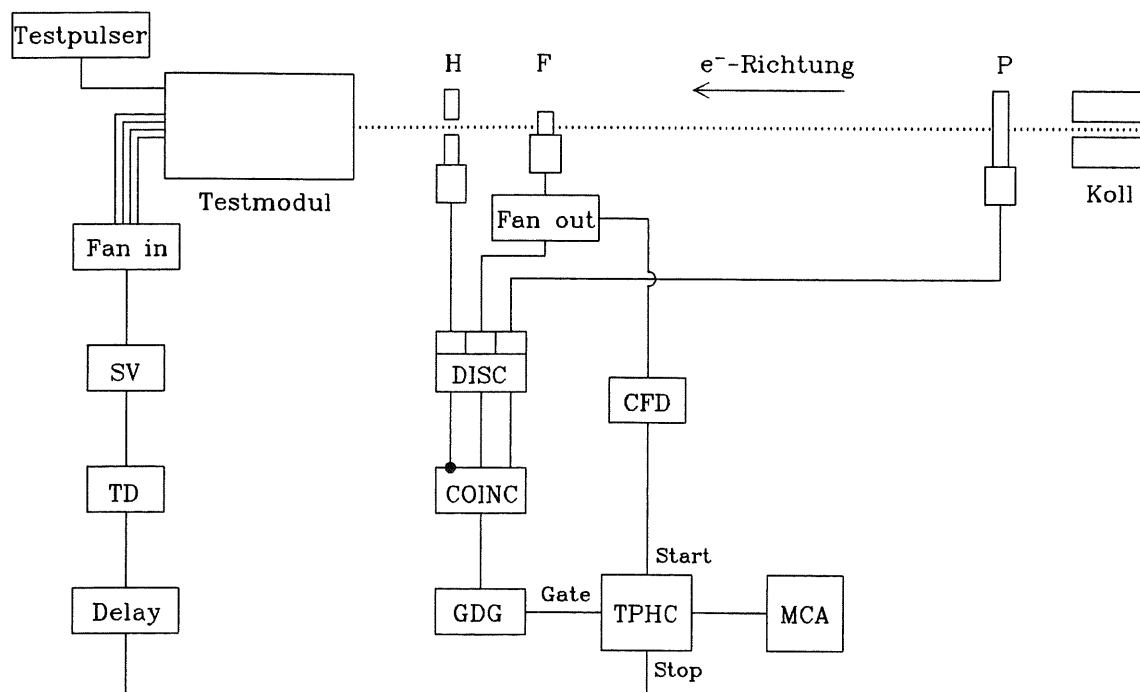 Testpulser
H
F
e⁻-Richtung
P
Testmodul
Koll
Fan out
Fan in
SV
DISC
CFD
TD
COINC
Start
Delay
GDG
Gate
TPHC
MCA
Stop